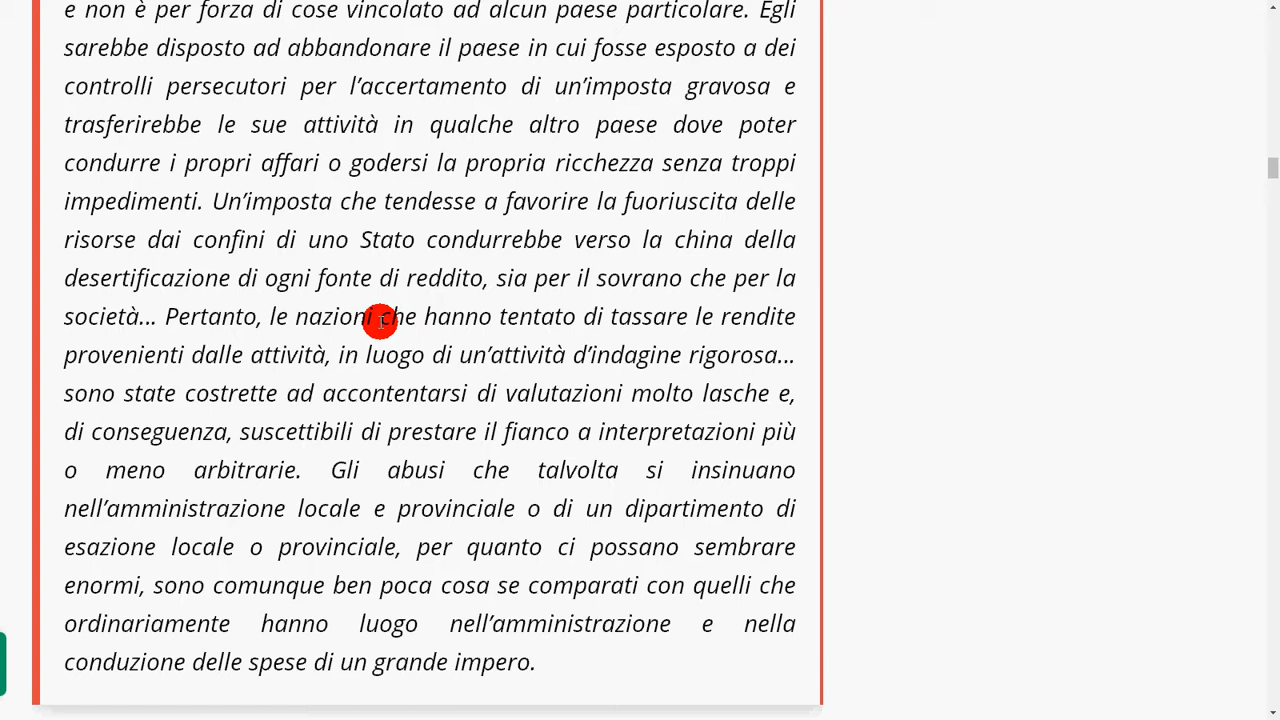 e non è per forza di cose vincolato ad alcun paese particolare. Egli
sarebbe disposto ad abbandonare il paese in cui fosse esposto a dei
controlli persecutori per l’accertamento di un’imposta gravosa e
trasferirebbe le sue attività in qualche altro paese dove poter
condurre i propri affari o godersi la propria ricchezza senza troppi
impedimenti. Un’imposta che tendesse a favorire la fuoriuscita delle
risorse dai confini di uno Stato condurrebbe verso la china della
desertificazione di ogni fonte di reddito, sia per il sovrano che per la
società... Pertanto, le nazioni che hanno tentato di tassare le rendite
provenienti dalle attività, in luogo di un’attività d’indagine rigorosa...
sono state costrette ad accontentarsi di valutazioni molto lasche e,
di conseguenza, suscettibili di prestare il fianco a interpretazioni più
o meno arbitrarie. Gli abusi che talvolta si insinuano
nell’amministrazione locale e provinciale o di un dipartimento di
esazione locale o provinciale, per quanto ci possano sembrare
enormi, sono comunque ben poca cosa se comparati con quelli che
ordinariamente hanno luogo nell’amministrazione e nella
conduzione delle spese di un grande impero.